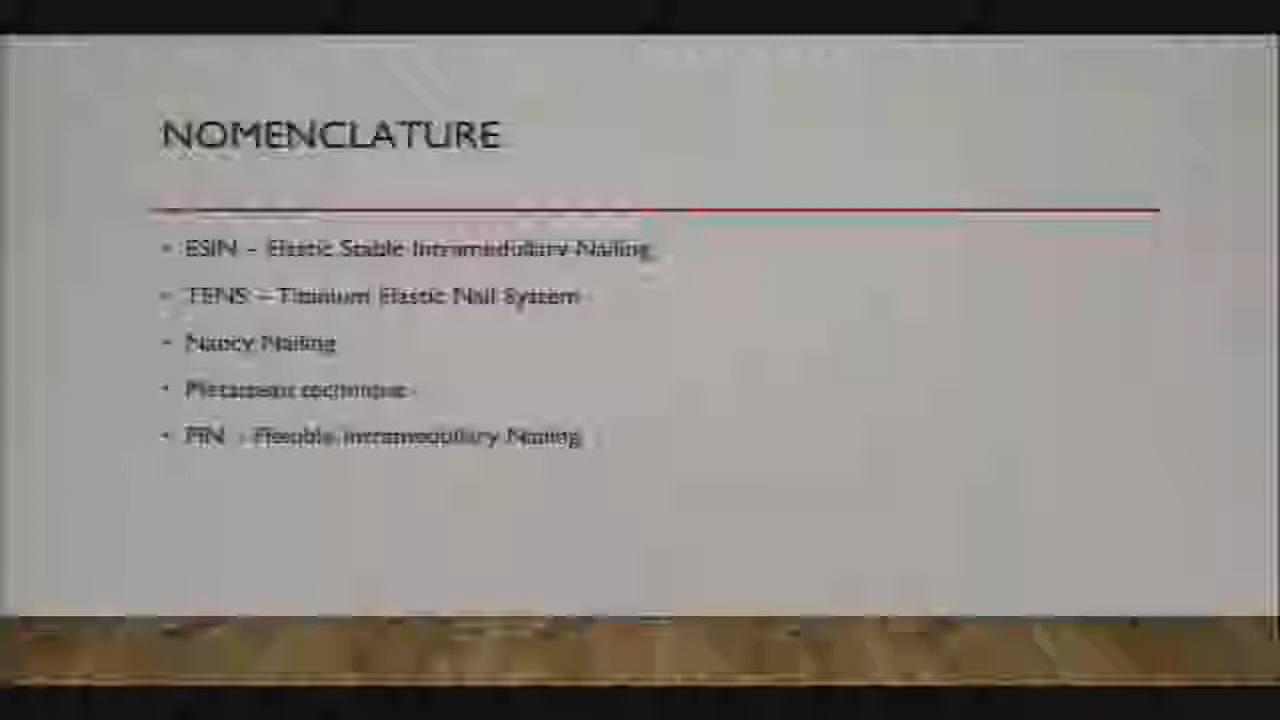 NOMENCLATURE
• ESIN – Elastic Stable Intramedullary Nailing
• TENS – Titanium Elastic Nail System
• Nancy Nailing
• technique
• FIN - Flexible Intramedullary Nailing